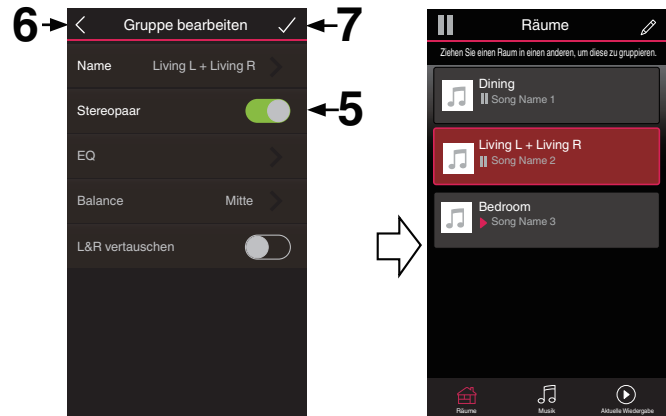 6
Gruppe bearbeiten
7
Name Living L + Living R
Stereopaar
5
EQ
Balance Mitte
L&R vertauschen
Räume
Ziehen Sie einen Raum in einen anderen, um diese zu gruppieren.
Dining
Song Name 1
Living L + Living R
Song Name 2
Bedroom
Song Name 3
Räume Musik Aktuelle Wiedergabe